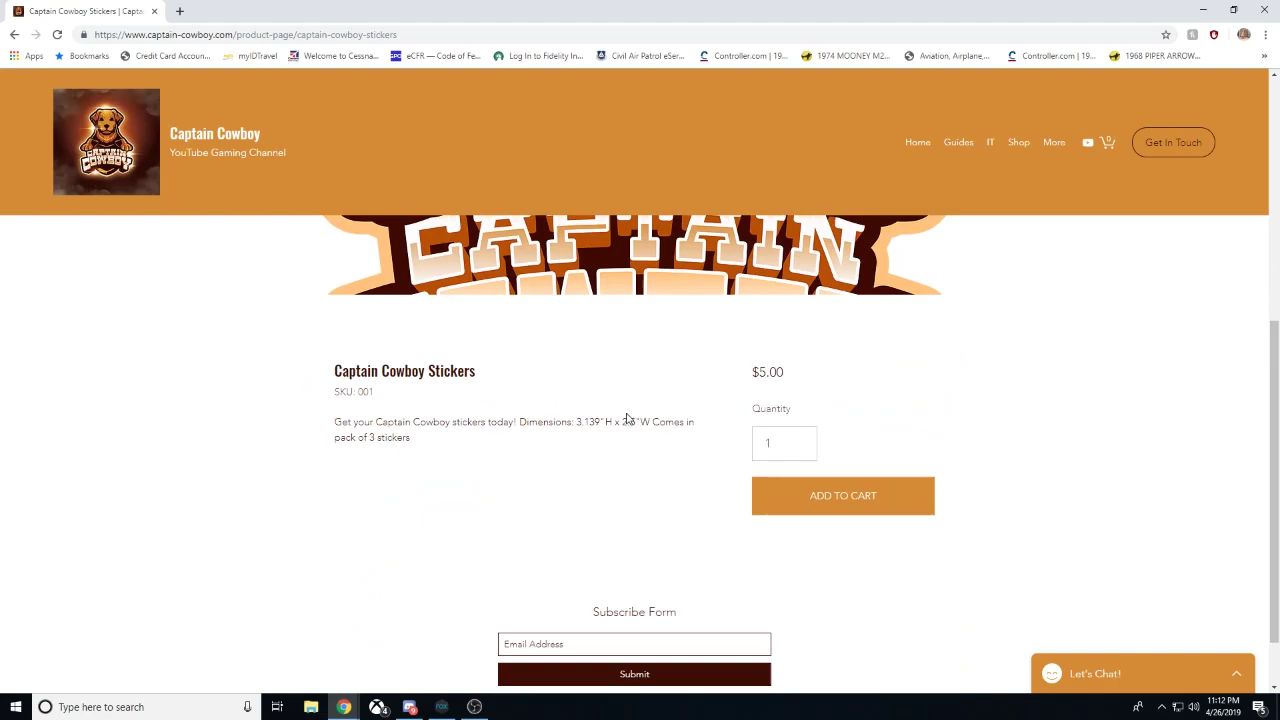 Captain Cowboy Stickers | Capt
https://www.captain-cowboy.com/product-page/captain-cowboy-stickers
Apps
Bookmarks
Credit Card Accoun...
myIDTravel
Welcome to Cessna...
eCFR — Code of Fe...
Log In to Fidelity In...
Civil Air Patrol eSer...
Controller.com | 19...
1974 MOONEY M2...
Aviation, Airplane,...
Controller.com | 19...
1968 PIPER ARROW...
CAPTAIN
COWBOY
Captain Cowboy
YouTube Gaming Channel
Home
Guides
IT
Shop
More
0
Get In Touch
CAPTAIN
Captain Cowboy Stickers
SKU: 001
Get your Captain Cowboy stickers today! Dimensions: 3.139"H x "W Comes in
pack of 3 stickers
$5.00
Quantity
1
ADD TO CART
Subscribe Form
Email Address
Submit
Let's Chat!
Type here to search
11:12 PM
4/26/2019